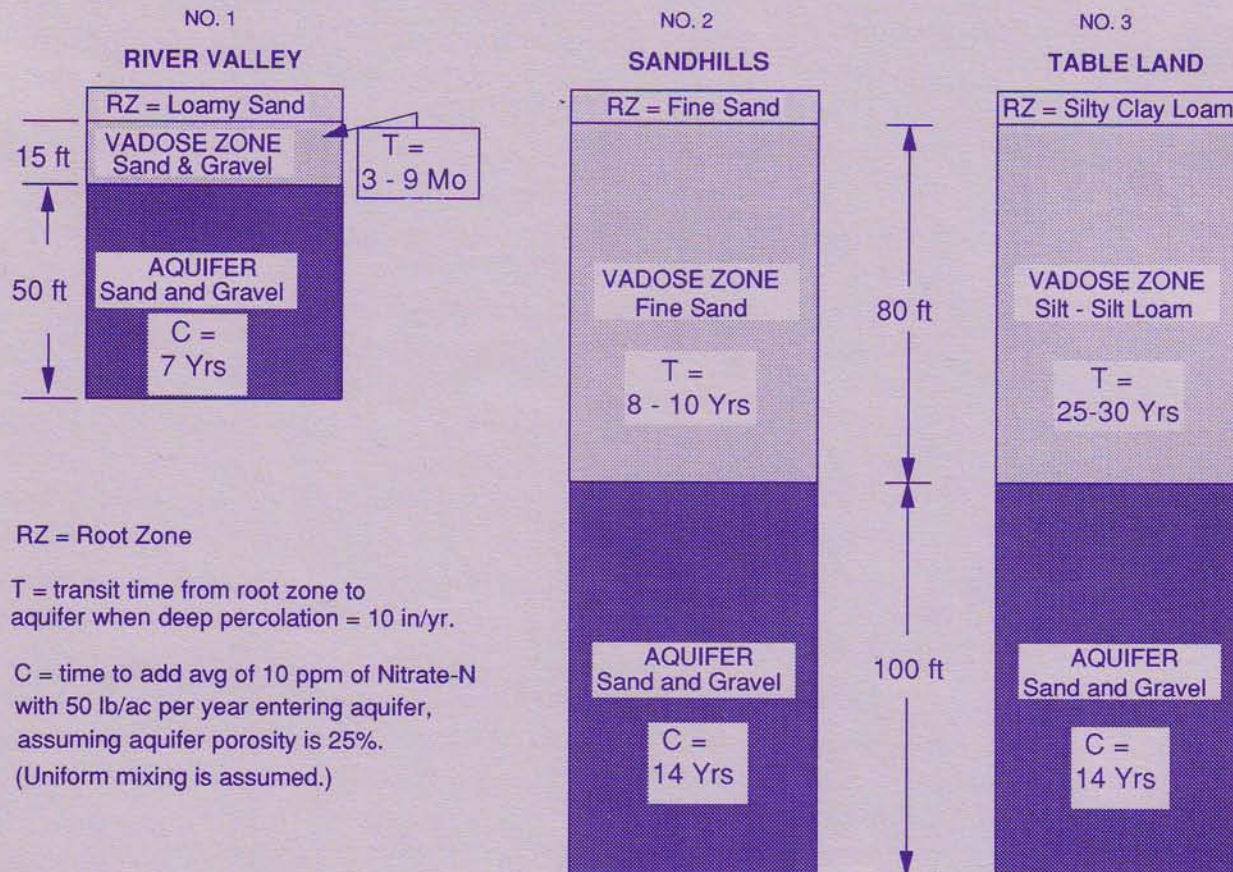 NO. 1
RIVER VALLEY
RZ = Loamy Sand
VADOSE ZONE
Sand & Gravel
15 ft
T =
3 - 9 Mo
50 ft
AQUIFER
Sand and Gravel
C =
7 Yrs
RZ = Root Zone
T = transit time from root zone to
aquifer when deep percolation = 10 in/yr.
C = time to add avg of 10 ppm of Nitrate-N
with 50 lb/ac per year entering aquifer,
assuming aquifer porosity is 25%.
(Uniform mixing is assumed.)
NO. 2
SANDHILLS
RZ = Fine Sand
VADOSE ZONE
Fine Sand
T =
8 - 10 Yrs
80 ft
AQUIFER
Sand and Gravel
C =
14 Yrs
100 ft
NO. 3
TABLE LAND
RZ = Silty Clay Loam
VADOSE ZONE
Silt - Silt Loam
T =
25-30 Yrs
AQUIFER
Sand and Gravel
C =
14 Yrs